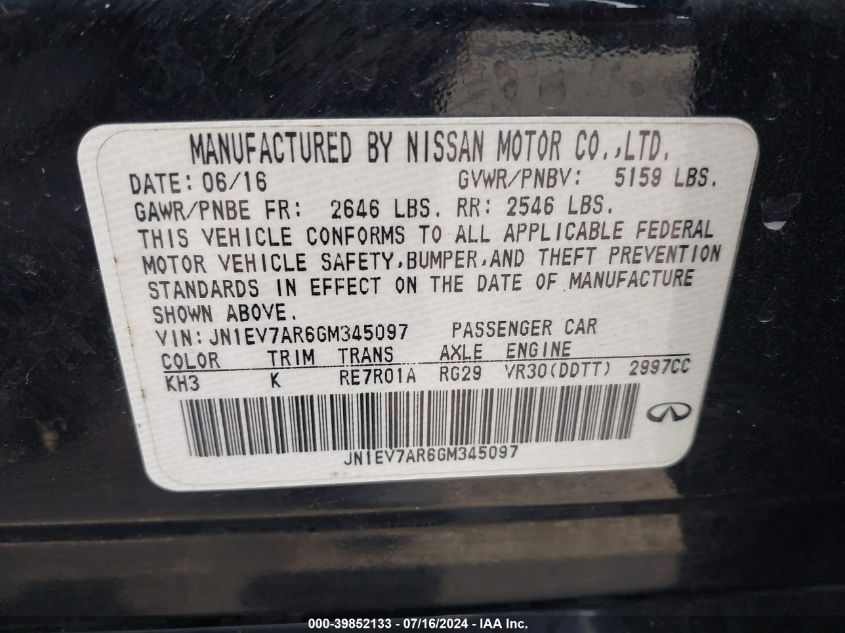 MANUFACTURED BY NISSAN MOTOR CO.,LTD.
DATE: 06/16 GVWR/PNBV: 5159 LBS.
GAWR/PNBE FR: 2646 LBS. RR: 2546 LBS.
THIS VEHICLE CONFORMS TO ALL APPLICABLE FEDERAL
MOTOR VEHICLE SAFETY,BUMPER,AND THEFT PREVENTION
STANDARDS IN EFFECT ON THE DATE OF MANUFACTURE
SHOWN ABOVE.
VIN:JN1EV7AR6GM345097 PASSENGER CAR
COLOR TRIM TRANS AXLE ENGINE
KH3 K RE7R01A RG29 VR30(DDTT) 2997CC
JN1EV7AR6GM345097
000-39852133 - 07/16/2024 - IAA Inc.